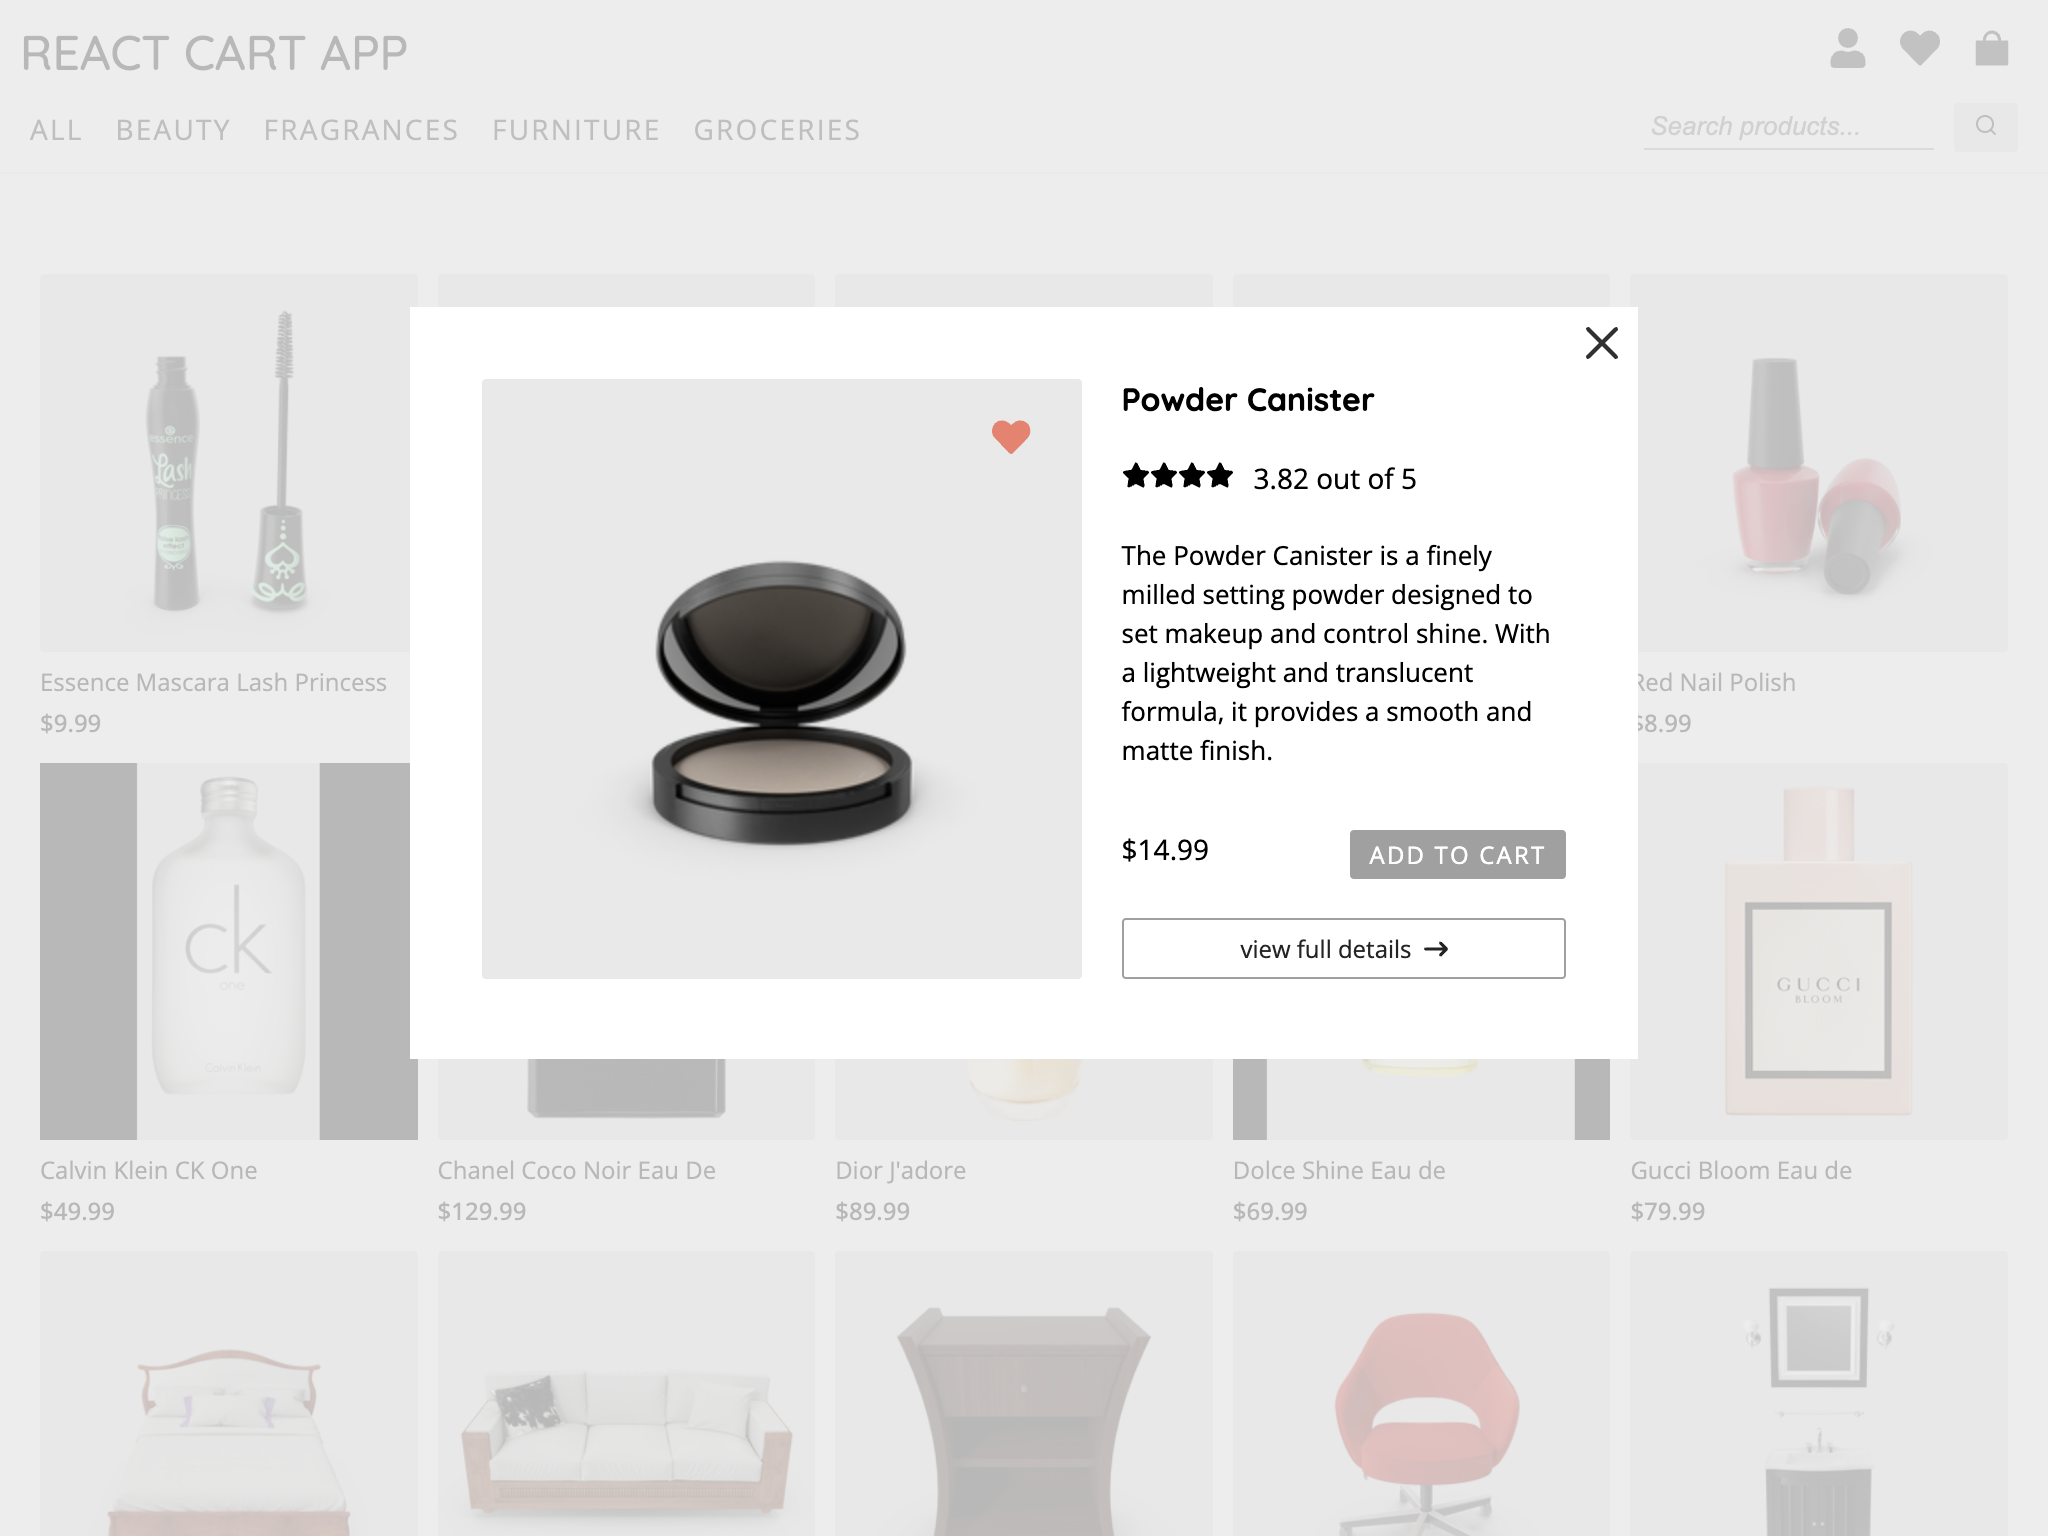 REACT CART APP
ALL BEAUTY FRAGRANCES FURNITURE GROCERIES
Search products...
Powder Canister
3.82 out of 5
The Powder Canister is a finely
milled setting powder designed to
set makeup and control shine. With
a lightweight and translucent
formula, it provides a smooth and
matte finish.
$14.99
ADD TO CART
view full details
essence
Lash
PRINCESS
Essence Mascara Lash Princess
$9.99
Red Nail Polish
$8.99
ck
one
Calvin Klein
GUCCI
BLOOM
Calvin Klein CK One
$49.99
Chanel Coco Noir Eau De
$129.99
Dior J'adore
$89.99
Dolce Shine Eau de
$69.99
Gucci Bloom Eau de
$79.99